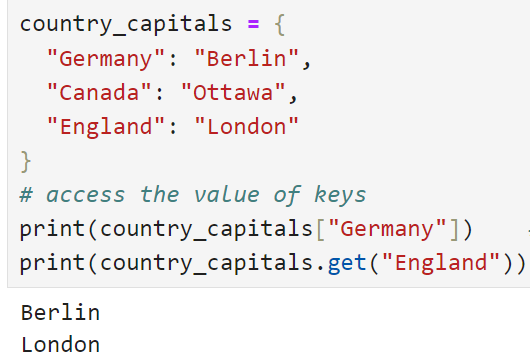 country_capitals = {
  "Germany": "Berlin",
  "Canada": "Ottawa",
  "England": "London"
}
# access the value of keys
print(country_capitals["Germany"])
print(country_capitals.get("England"))
Berlin
London